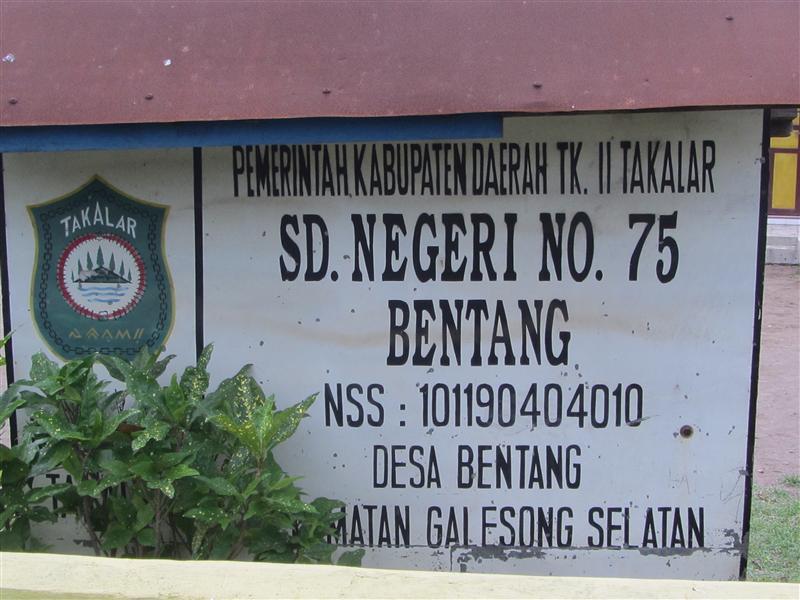 TAKALAR
PEMERINTAH KABUPATEN DAERAH TK. II TAKALAR
SD. NEGERI NO. 75
BENTANG
NSS : 101190404010
DESA BENTANG
MATAN GALESONG SELATAN